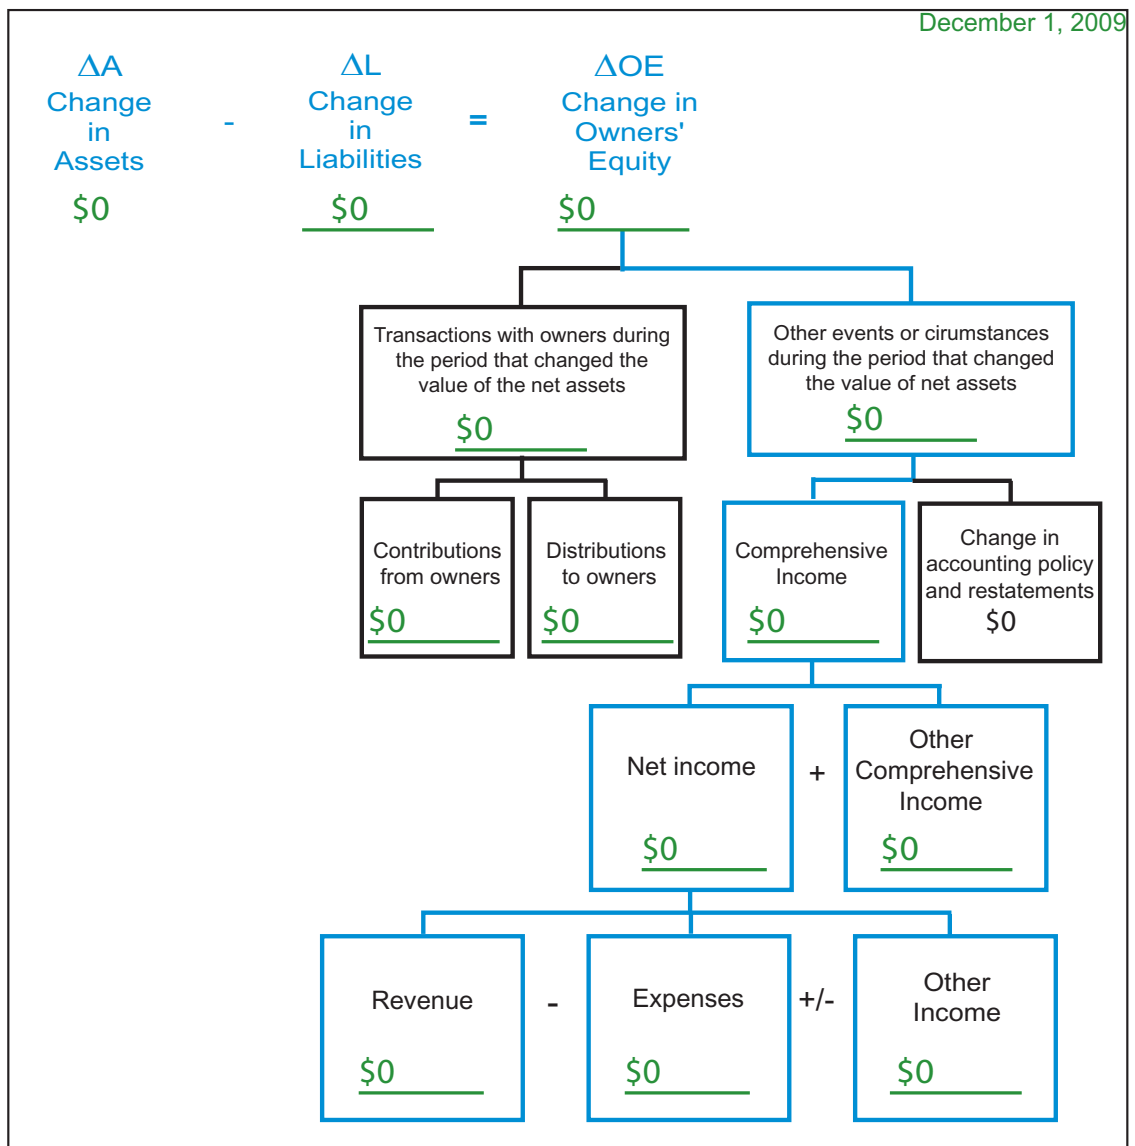 December 1, 2009
ΔA
Change
in
Assets
$0
-
ΔL
Change
in
Liabilities
$0
=
ΔOE
Change in
Owners'
Equity
$0
Transactions with owners during
the period that changed the
value of the net assets
$0
Other events or cirumstances
during the period that changed
the value of net assets
$0
Contributions
from owners
$0
Distributions
to owners
$0
Comprehensive
Income
$0
Change in
accounting policy
and restatements
$0
Net income
$0
+
Other
Comprehensive
Income
$0
Revenue
$0
-
Expenses
$0
+/-
Other
Income
$0